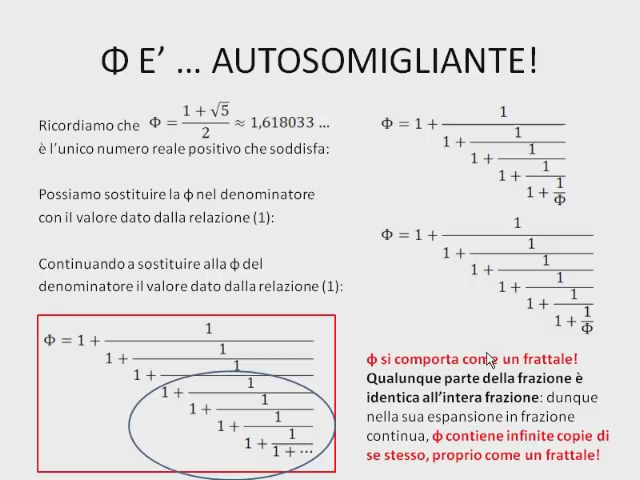 Φ E’ … AUTOSOMIGLIANTE!
Ricordiamo che Φ = (1 + √5)/2 ≈ 1,618033 …
è l’unico numero reale positivo che soddisfa:
Possiamo sostituire la ϕ nel denominatore
con il valore dato dalla relazione (1):
Continuando a sostituire alla ϕ del
denominatore il valore dato dalla relazione (1):
Φ = 1 + 1/(1 + 1/(1 + 1/(1 + 1/(1 + 1/(1 + 1/(1 + 1/(1 + ⋯)))))))
Φ = 1 + 1/(1 + 1/(1 + 1/(1 + 1/(1 + 1/Φ))))
Φ = 1 + 1/(1 + 1/(1 + 1/(1 + 1/(1 + 1/(1 + 1/Φ)))))
ϕ si comporta come un frattale!
Qualunque parte della frazione è
identica all’intera frazione: dunque
nella sua espansione in frazione
continua, ϕ contiene infinite copie di
se stesso, proprio come un frattale!